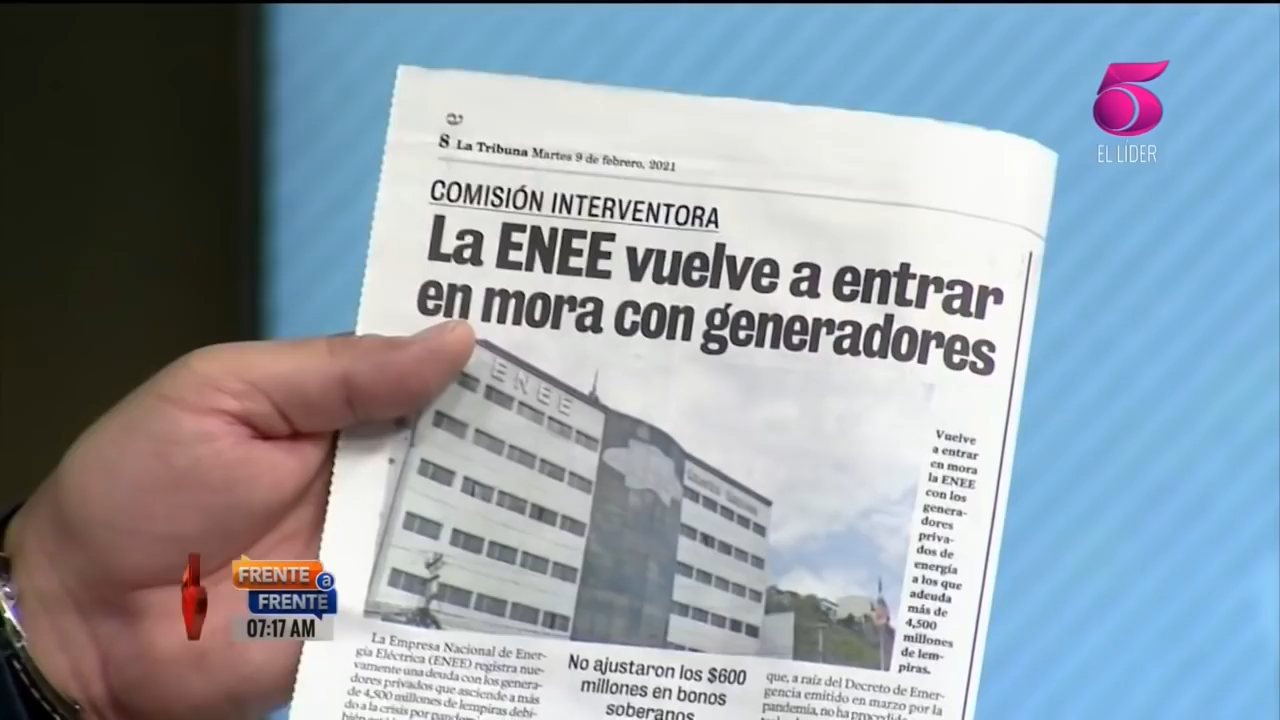 5
EL LÍDER
8 La Tribuna Martes 9 de febrero, 2021
COMISIÓN INTERVENTORA
La ENEE vuelve a entrar
en mora con generadores
ENEE
Vuelve
a entrar
en mora
la ENEE
con los
genera-
dores
priva-
dos de
energía
a los que
adeuda
más de
4,500
millones
de lem-
piras.
La Empresa Nacional de Ener-
gía Eléctrica (ENEE) registra nue-
vamente una deuda con los genera-
dores privados que asciende a más
de 4,500 millones de lempiras debi-
do a la crisis por
No ajustaron los $600
millones en bonos
soberanos
que, a raíz del Decreto de Emer-
gencia emitido en marzo por la
pandemia, no ha procedido
FRENTE a
FRENTE
07:17 AM